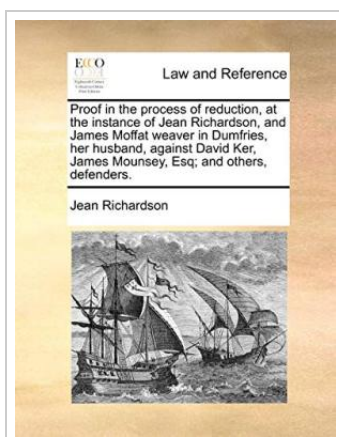 ECCO
Law and Reference
Proof in the process of reduction, at
the instance of Jean Richardson, and
James Moffat weaver in Dumfries,
her husband, against David Ker,
James Mounsey, Esq; and others,
defenders.
Jean Richardson